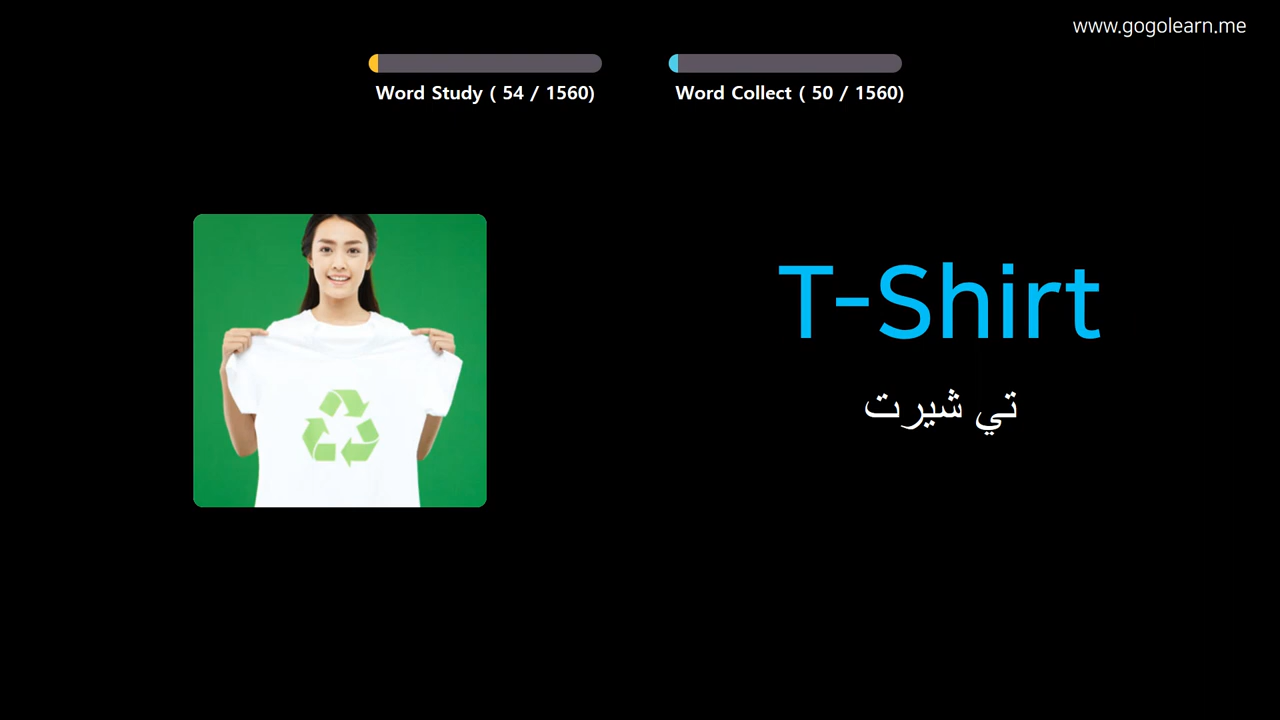 www.gogolearn.me
Word Study ( 54 / 1560)
Word Collect ( 50 / 1560)
T-Shirt
تي شيرت